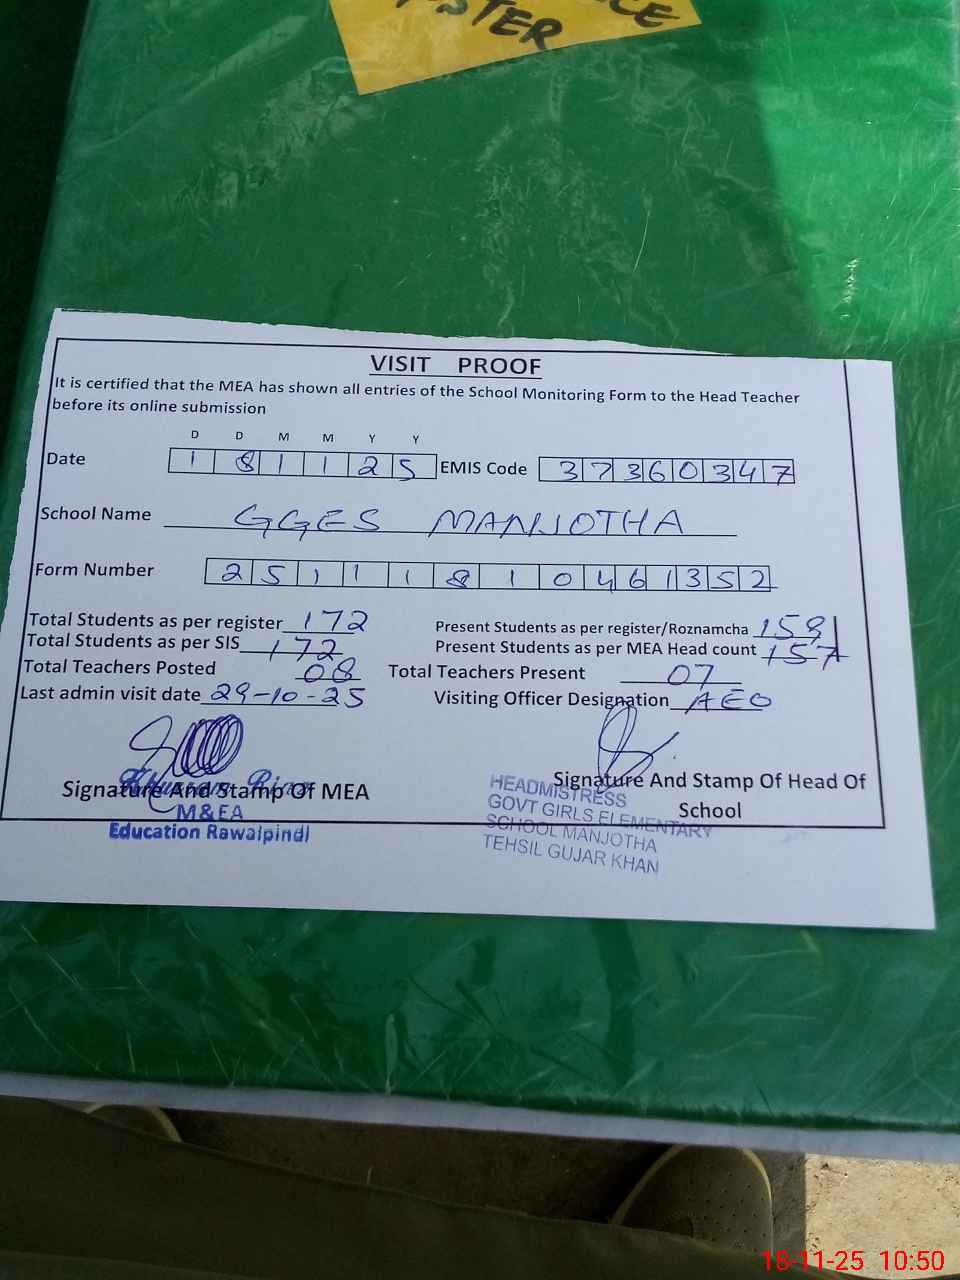 STER
CE
VISIT PROOF
It is certified that the MEA has shown all entries of the School Monitoring Form to the Head Teacher
before its online submission
D D M M Y Y
Date 1 8 1 1 2 5 EMIS Code 3 7 3 6 0 3 4 7
School Name GGES MANJOTHA
Form Number 2 5 1 1 1 8 1 0 4 6 1 3 5 2
Total Students as per register 172 Present Students as per register/Roznamcha
Total Students as per SIS 172 Present Students as per MEA Head count 157
Total Teachers Posted 08 Total Teachers Present 07
Last admin visit date 29-10-25 Visiting Officer Designation AEO
Signature And Stamp Of MEA
M&EA
Education Rawalpindi
Signature And Stamp Of Head Of
School
HEADMISTRESS
GOVT GIRLS ELEMENTARY
SCHOOL MANJOTHA
TEHSIL GUJAR KHAN
18-11-25 10:50